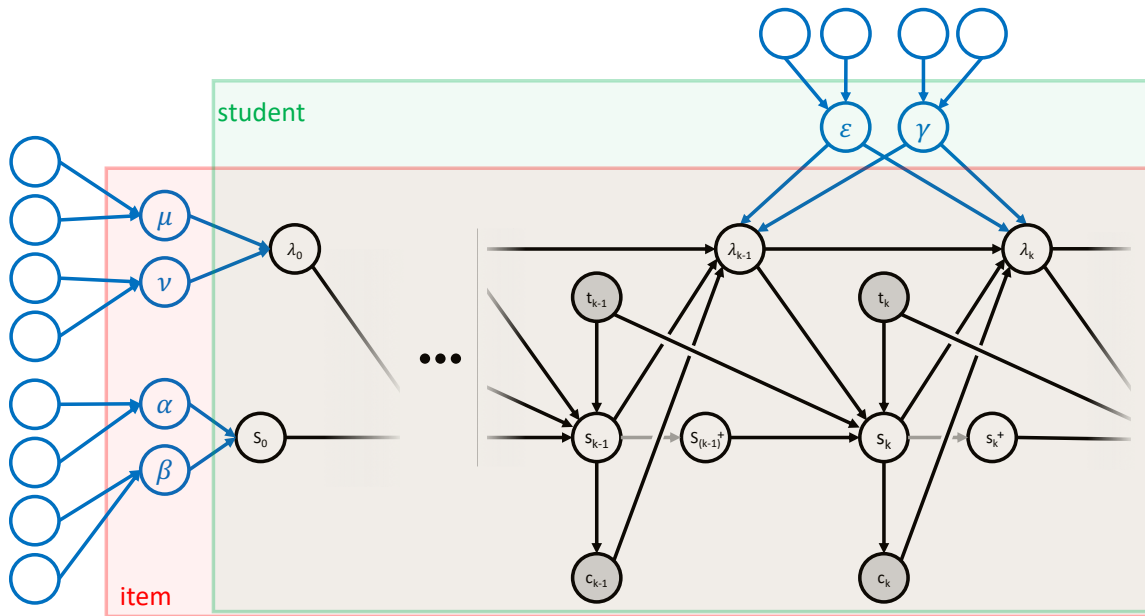 student
ε γ
μ
λ₀ λₖ₋₁ λₖ
ν
tₖ₋₁ tₖ
•••
α
s₀ sₖ₋₁ s₍ₖ₋₁₎⁺ sₖ sₖ⁺
β
cₖ₋₁ cₖ
item